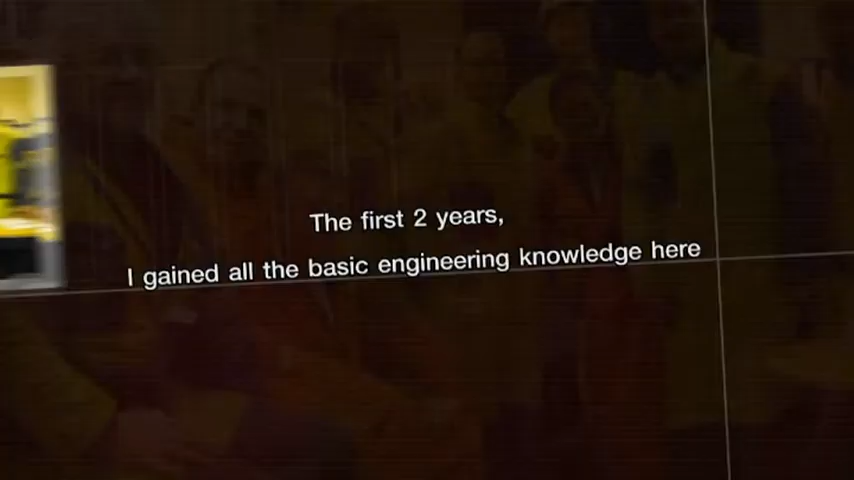 The first 2 years,
I gained all the basic engineering knowledge here